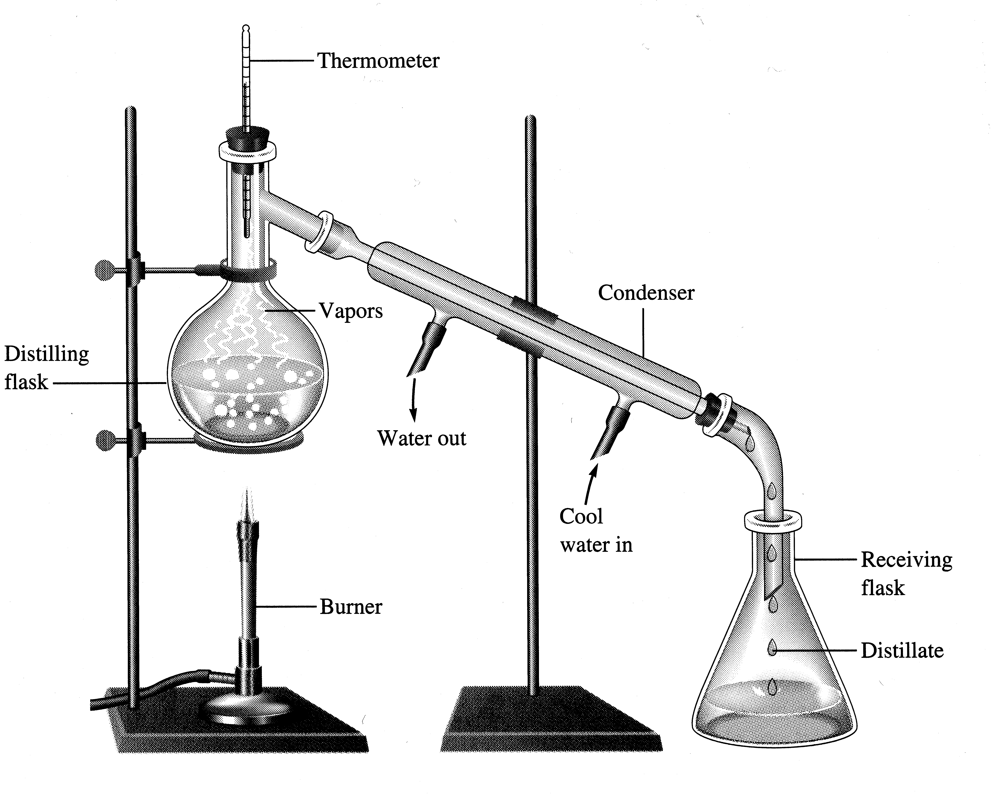 Thermometer
Condenser
Vapors
Distilling
flask
Water out
Cool
water in
Receiving
flask
Burner
Distillate